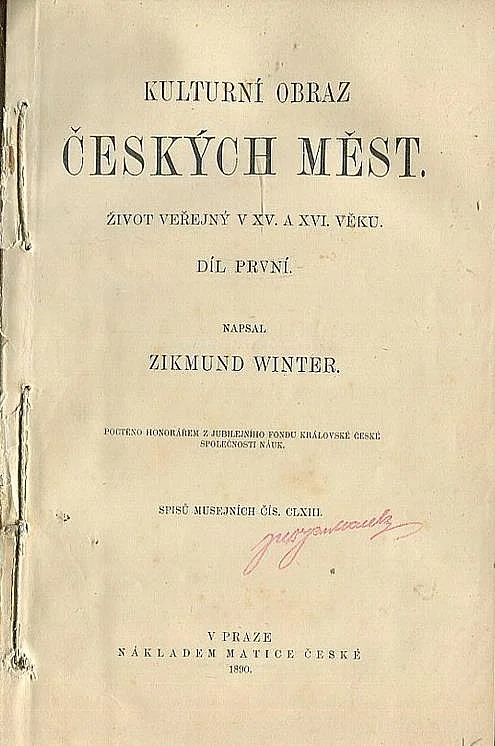 KULTURNÍ OBRAZ
ČESKÝCH MĚST.
ŽIVOT VEŘEJNÝ V XV. A XVI. VĚKU.
DÍL PRVNÍ.
NAPSAL
ZIKMUND WINTER.
POCTĚNO HONORÁŘEM Z JUBILEJNÍHO FONDU KRÁLOVSKÉ ČESKÉ
SPOLEČNOSTI NÁUK.
SPISŮ MUSEJNÍCH ČÍS. CLXIII.
V PRAZE
NÁKLADEM MATICE ČESKÉ
1890.